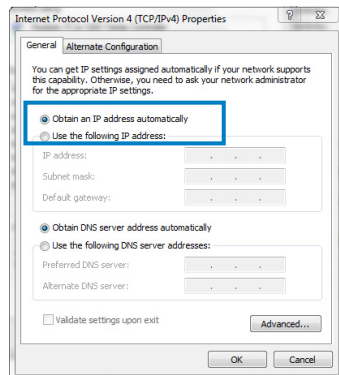 Internet Protocol Version 4 (TCP/IPv4) Properties
General
Alternate Configuration
You can get IP settings assigned automatically if your network supports
this capability. Otherwise, you need to ask your network administrator
for the appropriate IP settings.
Obtain an IP address automatically
Use the following IP address:
IP address:
Subnet mask:
Default gateway:
Obtain DNS server address automatically
Use the following DNS server addresses:
Preferred DNS server:
Alternate DNS server:
Validate settings upon exit
Advanced...
OK
Cancel